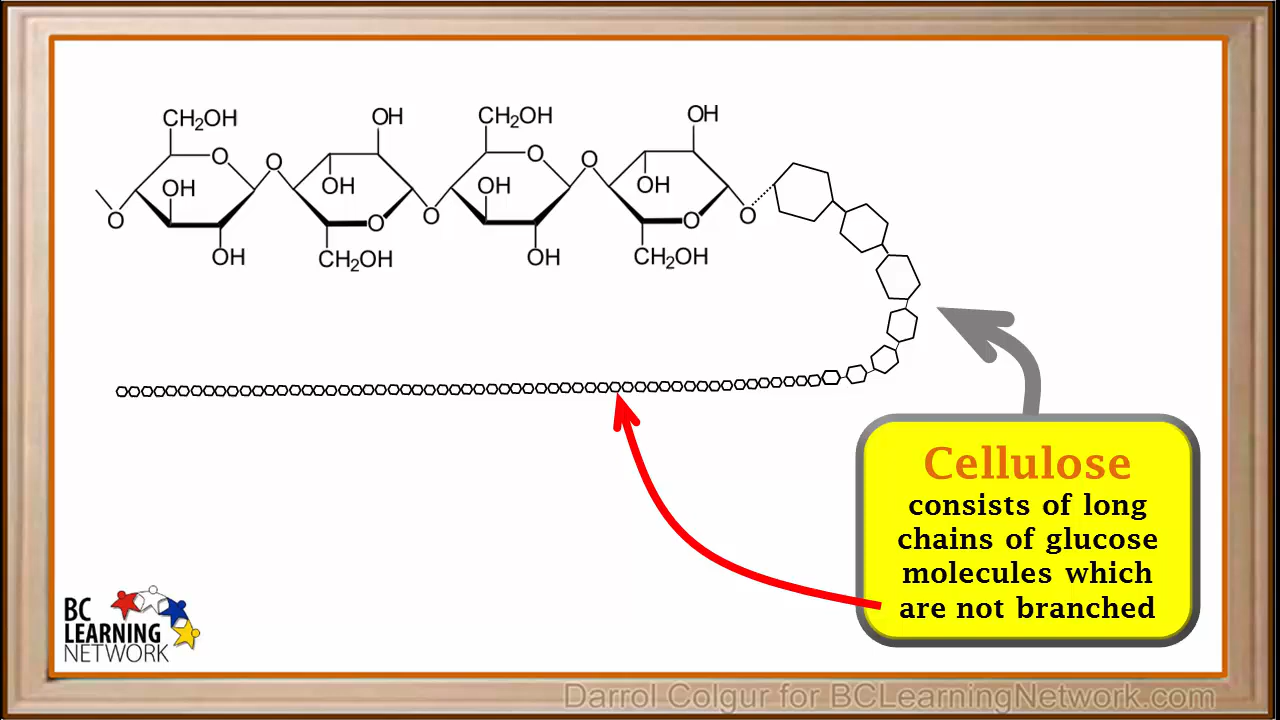 CH2OH OH CH2OH OH
O O O
OH OH OH OH
O O O O O
OH CH2OH OH CH2OH
Cellulose
consists of long
chains of glucose
molecules which
are not branched
BC
LEARNING
NETWORK
Darrol Colgur for BCLearningNetwork.com